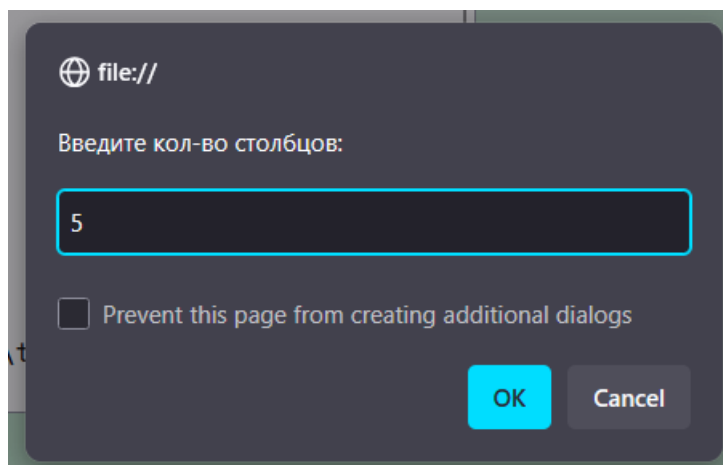 file://
Введите кол-во столбцов:
5
Prevent this page from creating additional dialogs
\t
OK Cancel